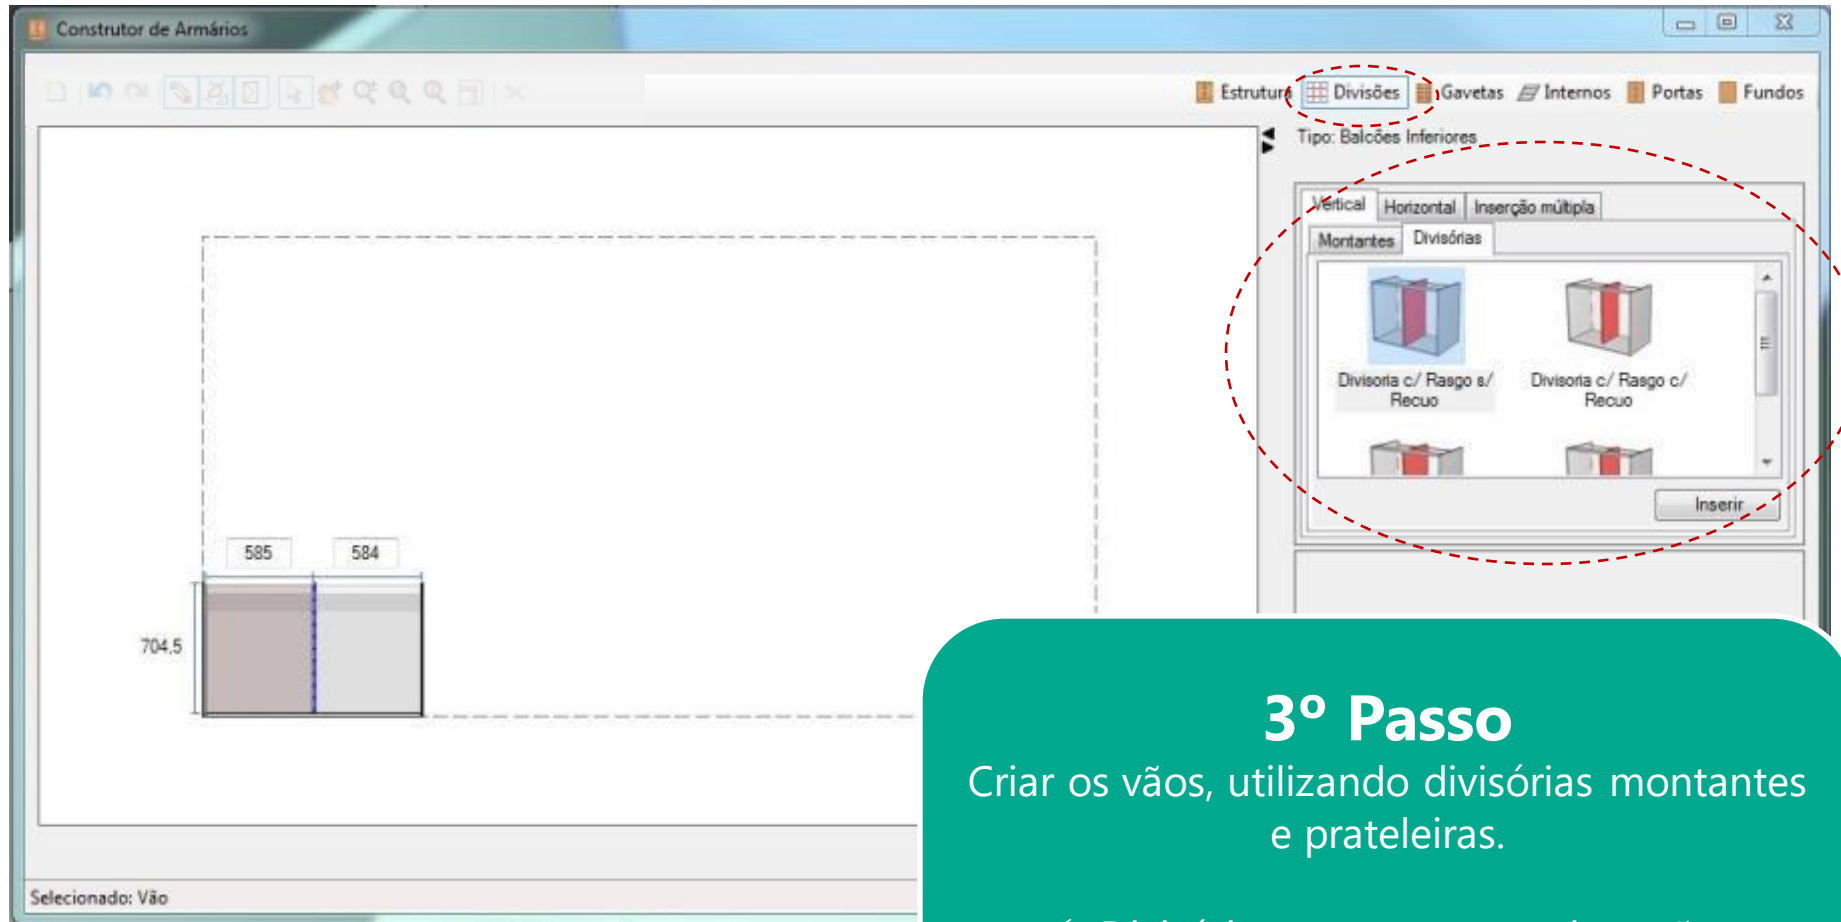 Construtor de Armários
Estrutura Divisões Gavetas Internos Portas Fundos
Tipo: Balcões Inferiores
Vertical Horizontal Inserção múltipla
Montantes Divisórias
Divisoria c/ Rasgo s/ Recuo
Divisoria c/ Rasgo c/ Recuo
Inserir
585 584
704,5
3º Passo
Criar os vãos, utilizando divisórias montantes
e prateleiras.
Selecionado: Vão